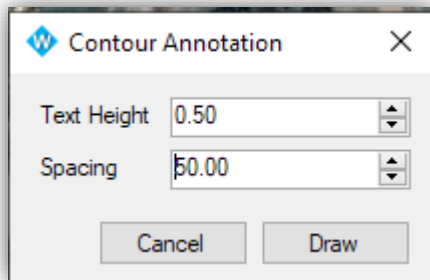 W Contour Annotation
Text Height 0.50
Spacing 50.00
Cancel Draw